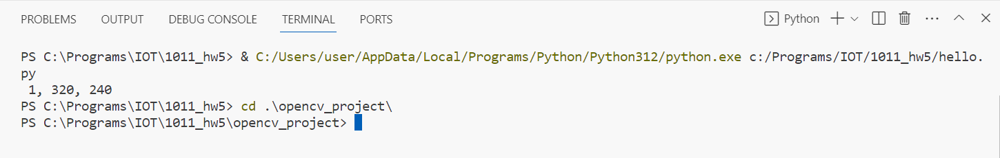 PROBLEMS OUTPUT DEBUG CONSOLE TERMINAL PORTS Python
PS C:\Programs\IOT\1011_hw5> & C:/Users/user/AppData/Local/Programs/Python/Python312/python.exe c:/Programs/IOT/1011_hw5/hello.
py
 1, 320, 240
PS C:\Programs\IOT\1011_hw5> cd .\opencv_project\
PS C:\Programs\IOT\1011_hw5\opencv_project>